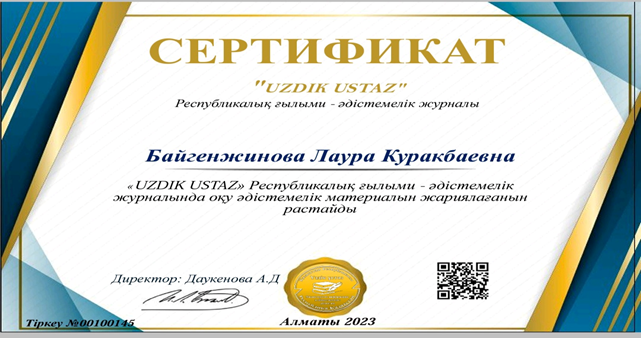 СЕРТИФИКАТ
"UZDIK USTAZ"
Республикалық ғылыми - әдістемелік журналы
Байгенжинова Лаура Куракбаевна
«UZDIK USTAZ» Республикалық ғылыми - әдістемелік
журналында оқу әдістемелік материалын жариялағанын
растайды
Директор: Даукенова А.Д
Тіркеу №00100145
Алматы 2023